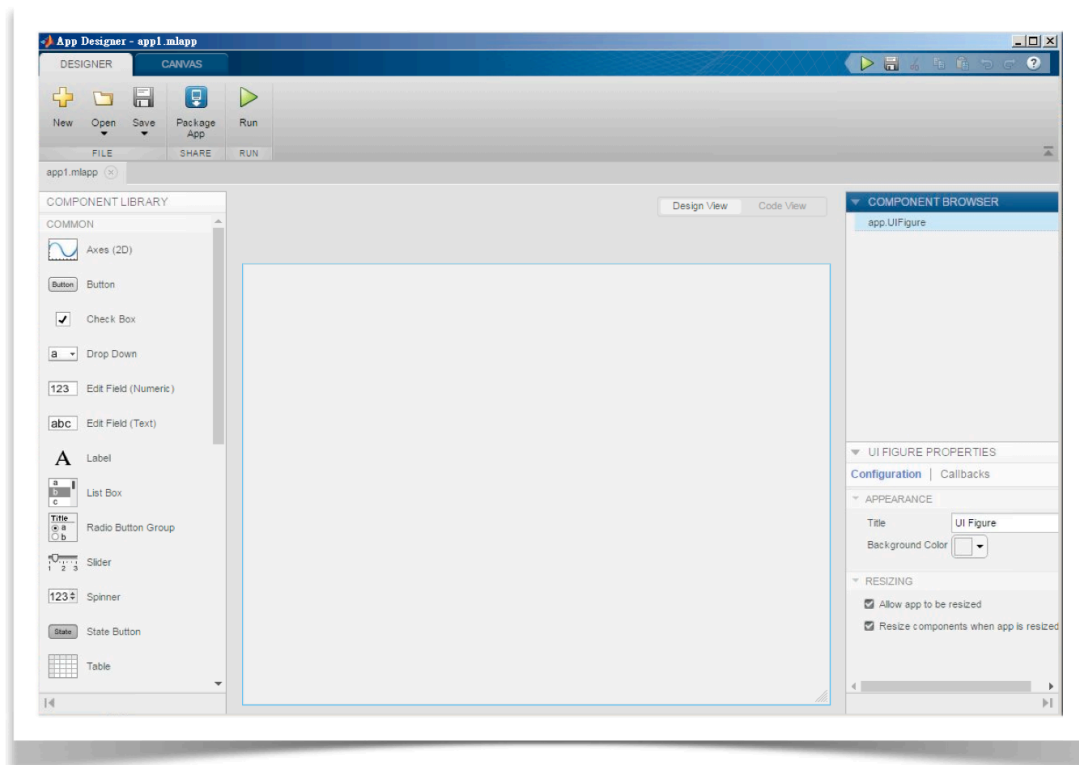 App Designer - app1.mlapp
DESIGNER CANVAS
?
New Open Save Package App Run
FILE SHARE RUN
app1.mlapp
COMPONENT LIBRARY
COMMON
Axes (2D)
Button Button
Check Box
a Drop Down
123 Edit Field (Numeric)
abc Edit Field (Text)
A Label
a
b
c
List Box
Title
a
b
Radio Button Group
1 2 3
Slider
123 Spinner
State State Button
Table
Design View Code View
COMPONENT BROWSER
app.UIFigure
UI FIGURE PROPERTIES
Configuration | Callbacks
APPEARANCE
Title UI Figure
Background Color
RESIZING
Allow app to be resized
Resize components when app is resized